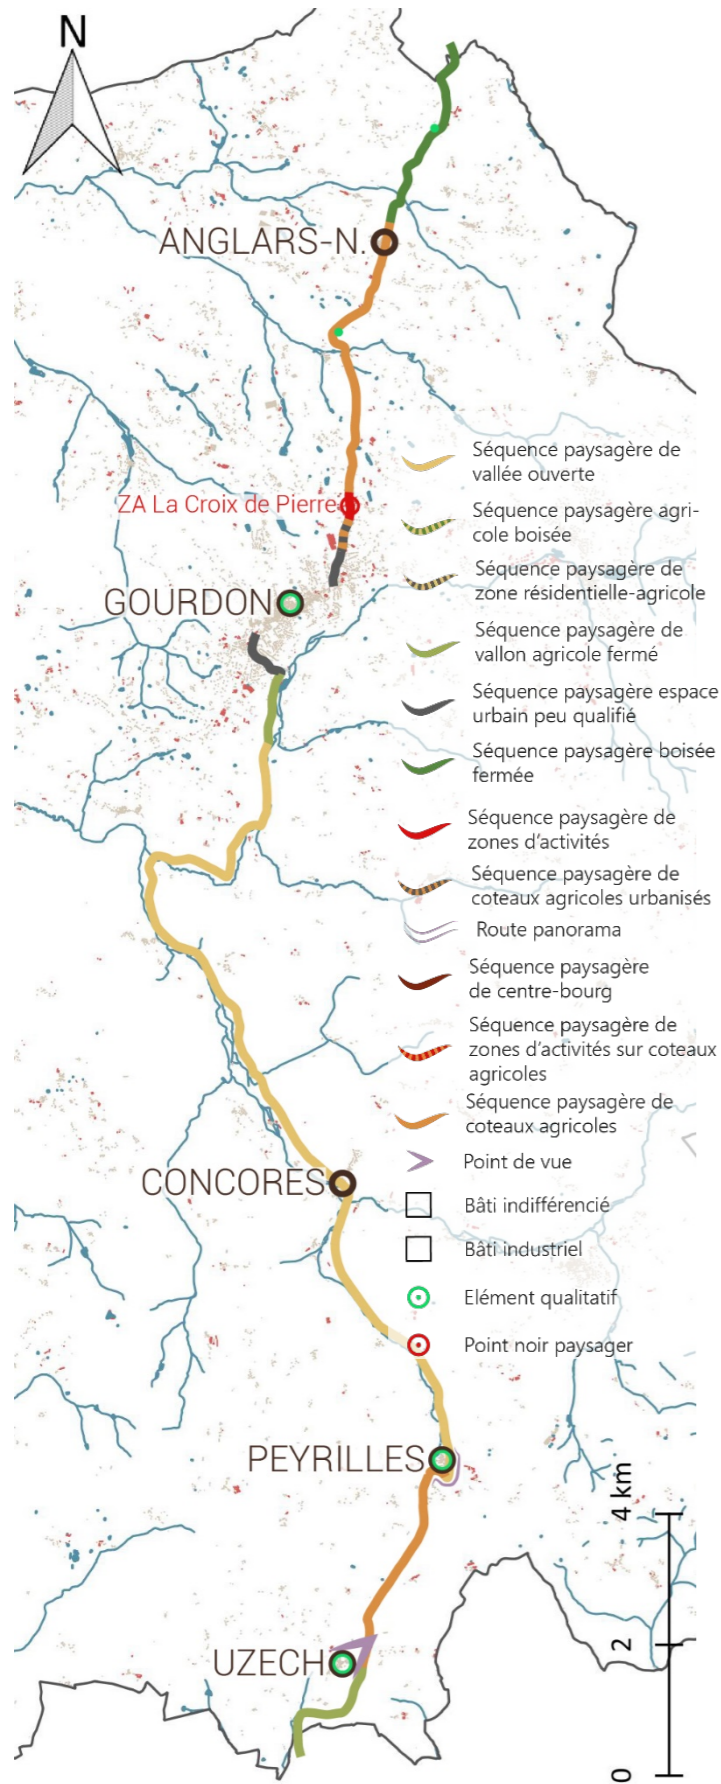 N
ANGLARS-N.
ZA La Croix de Pierre
GOURDON
CONCORES
PEYRILLES
UZECH
Séquence paysagère de
vallée ouverte
Séquence paysagère agri-
cole boisée
Séquence paysagère de
zone résidentielle-agricole
Séquence paysagère de
vallon agricole fermé
Séquence paysagère espace
urbain peu qualifié
Séquence paysagère boisée
fermée
Séquence paysagère de
zones d'activités
Séquence paysagère de
coteaux agricoles urbanisés
Route panorama
Séquence paysagère
de centre-bourg
Séquence paysagère de
zones d'activités sur coteaux
agricoles
Séquence paysagère de
coteaux agricoles
Point de vue
Bâti indifférencié
Bâti industriel
Elément qualitatif
Point noir paysager
4 km
2
0